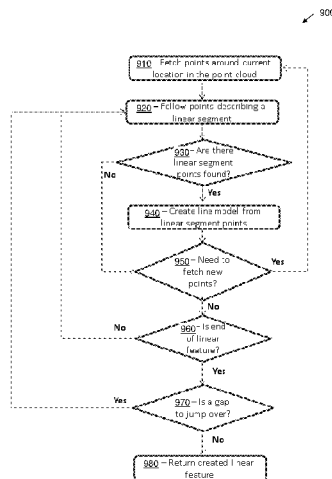 900
910 – Fetch points around current
location in the point cloud
920 – Follow points describing a
linear segment
930 – Are there
linear segment
points found?
No
Yes
940 – Create line model from
linear segment points
950 – Need to
fetch new
points?
Yes
No
960 – Is end
of linear
feature?
No
Yes
970 – Is a gap
to jump over?
Yes
No
980 – Return created linear
feature